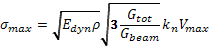 σ_max = √(E_dyn ρ) √(3 G_tot / G_beam) k_n V_max